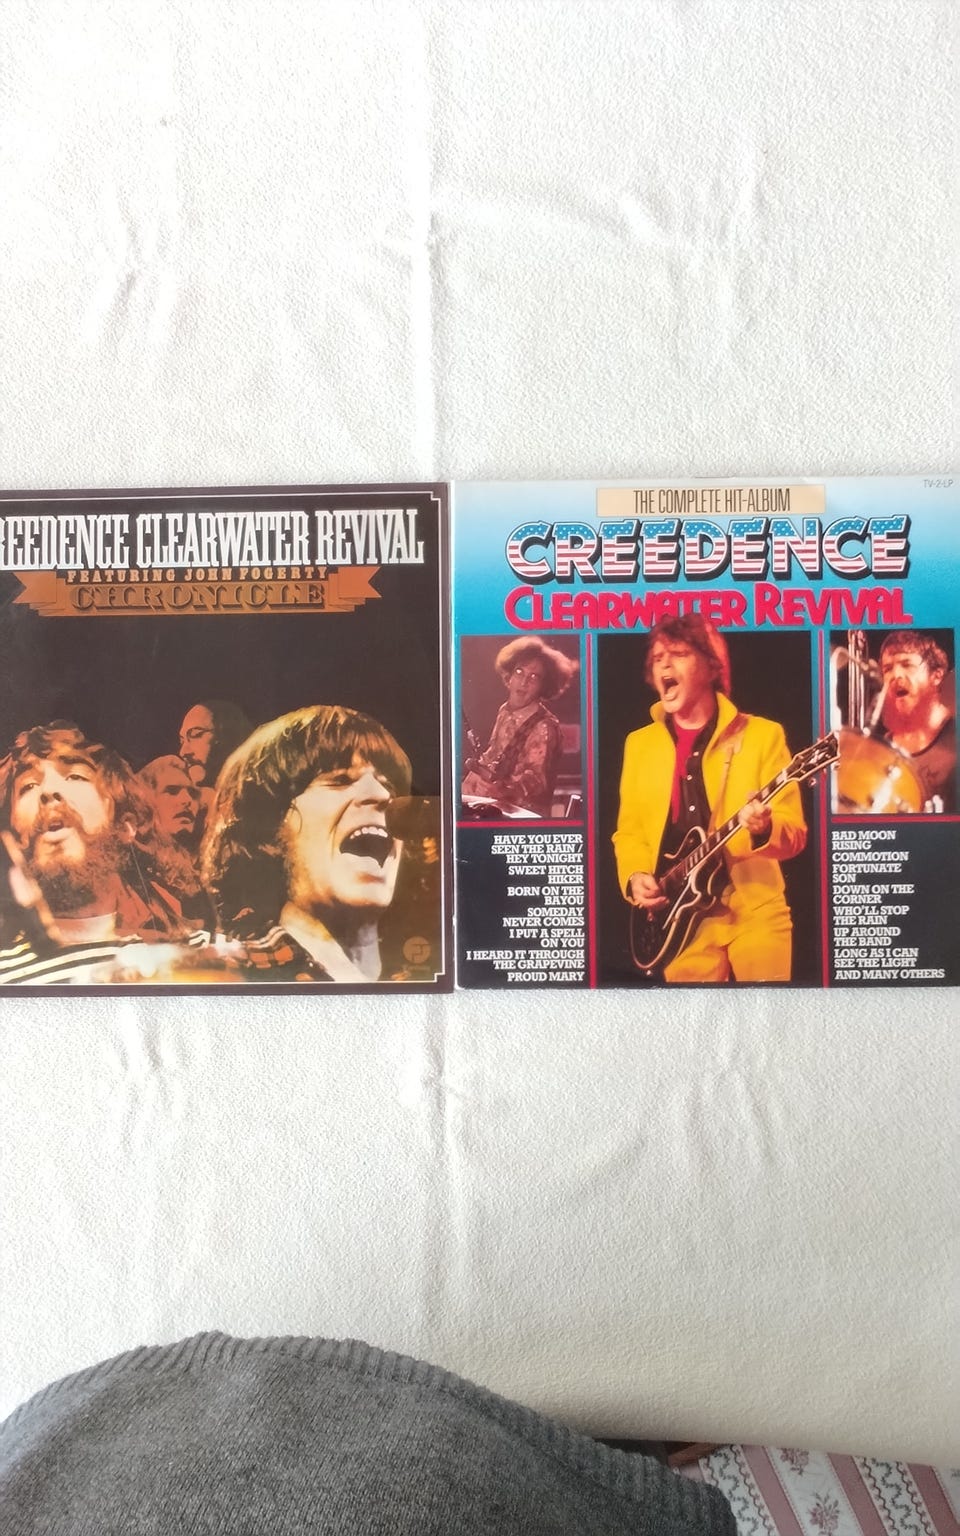 REEDENCE CLEARWATER REVIVAL
FEATURING JOHN FOGERTY
CHRONICLE
TV-2-LP
THE COMPLETE HIT-ALBUM
CREEDENCE
CLEARWATER REVIVAL
HAVE YOU EVER
SEEN THE RAIN /
HEY TONIGHT
SWEET HITCH
HIKER
BORN ON THE
BAYOU
SOMEDAY
NEVER COMES
I PUT A SPELL
ON YOU
I HEARD IT THROUGH
THE GRAPEVINE
PROUD MARY
BAD MOON
RISING
COMMOTION
FORTUNATE
SON
DOWN ON THE
CORNER
WHO'LL STOP
THE RAIN
UP AROUND
THE BAND
LONG AS I CAN
SEE THE LIGHT
AND MANY OTHERS